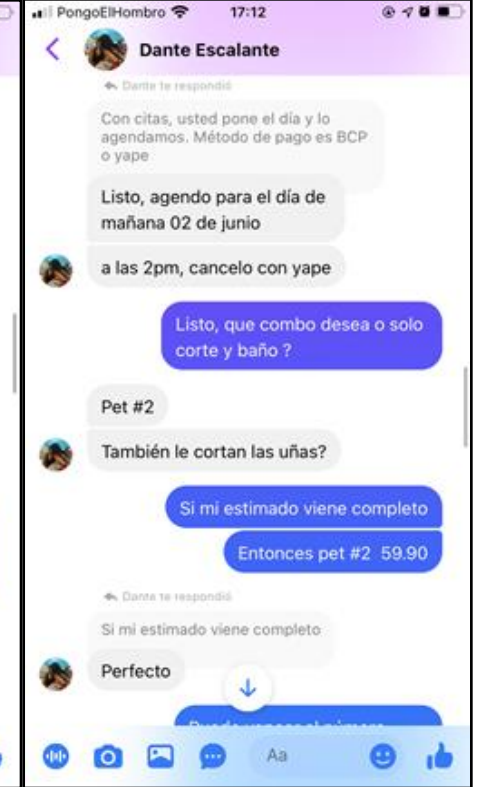 PongoElHombro 17:12
Dante Escalante
Dante te respondió
Con citas, usted pone el día y lo
agendamos. Método de pago es BCP
o yape
Listo, agendo para el día de
mañana 02 de junio
a las 2pm, cancelo con yape
Listo, que combo desea o solo
corte y baño ?
Pet #2
También le cortan las uñas?
Si mi estimado viene completo
Entonces pet #2 59.90
Dante te respondió
Si mi estimado viene completo
Perfecto
Aa